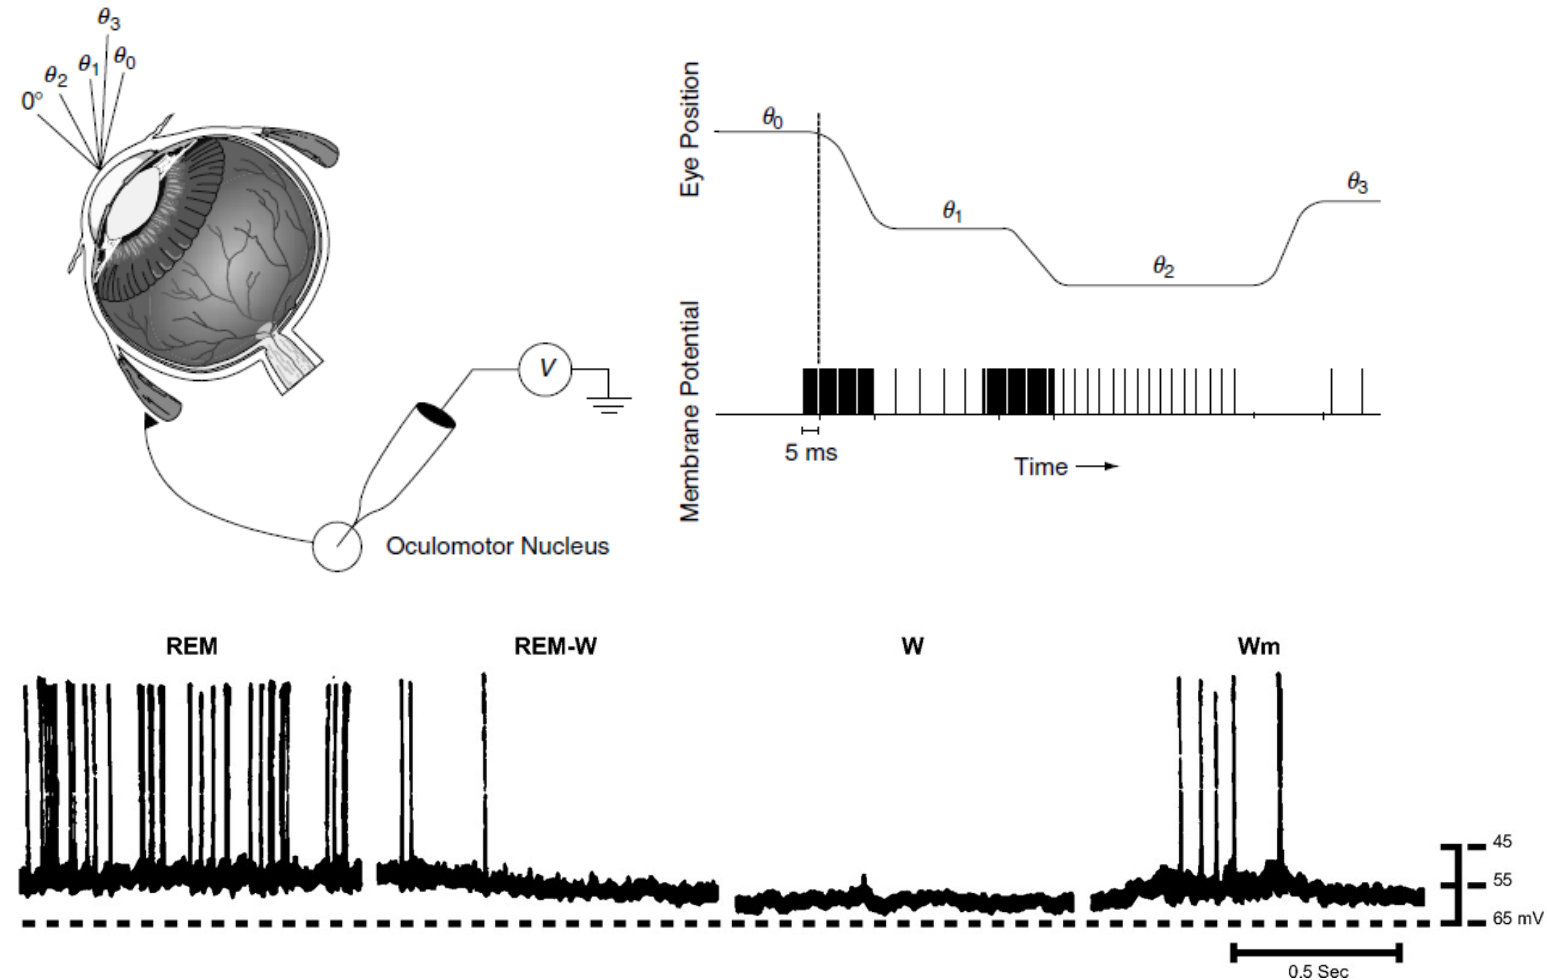 θ3
θ0
θ1
θ2
0°
V
Oculomotor Nucleus
Eye Position
θ0
θ1
θ2
θ3
Membrane Potential
5 ms
Time
REM
REM-W
W
Wm
45
55
65 mV
0.5 Sec